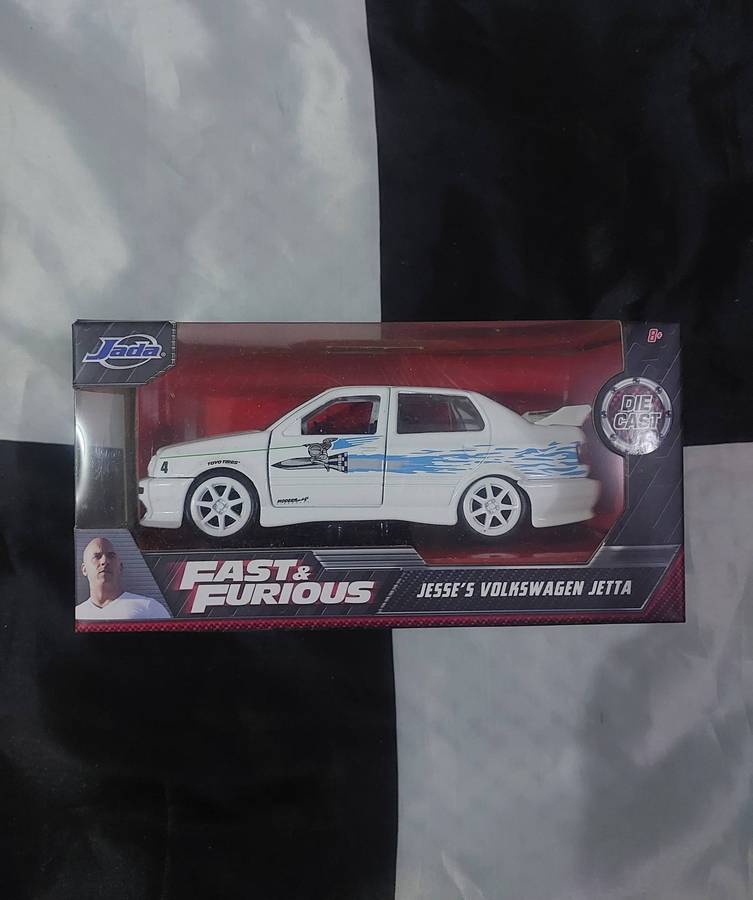 Jada
8+
DIE
CAST
4
TOYO TIRES
FAST &
FURIOUS
JESSE'S VOLKSWAGEN JETTA